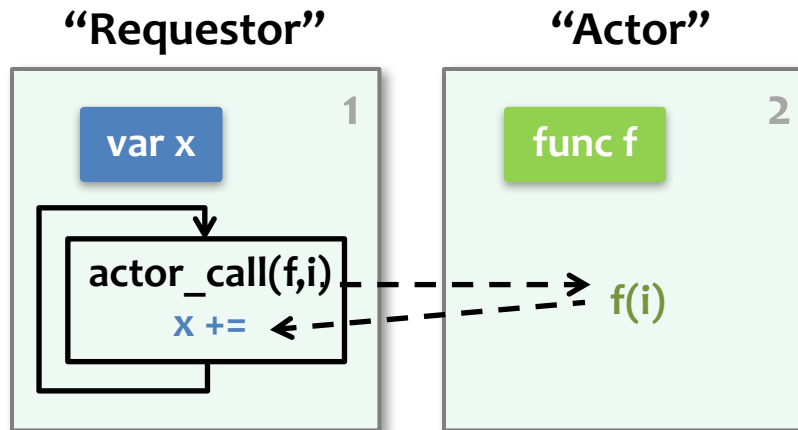 “Requestor”
“Actor”
1
var x
2
func f
actor_call(f,i)
x +=
f(i)